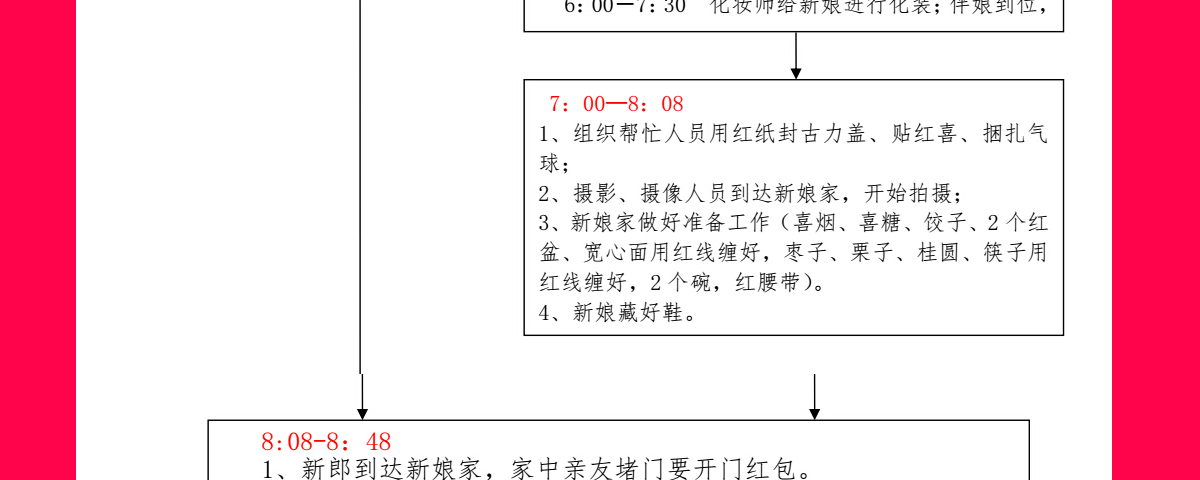 6: 00—7: 30 化妆师给新娘进行化装；伴娘到位，
7: 00—8: 08
1、组织帮忙人员用红纸封古力盖、贴红喜、捆扎气
球；
2、摄影、摄像人员到达新娘家，开始拍摄；
3、新娘家做好准备工作（喜烟、喜糖、饺子、2 个红
盆、宽心面用红线缠好，枣子、栗子、桂圆、筷子用
红线缠好，2 个碗，红腰带）。
4、新娘藏好鞋。
8:08-8: 48
1、新郎到达新娘家，家中亲友堵门要开门红包。